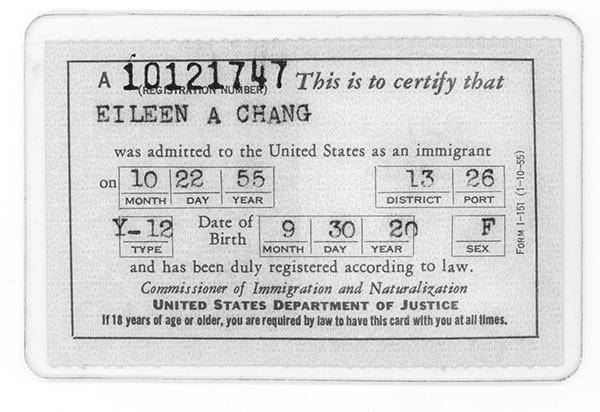 A 10121747 This is to certify that
(REGISTRATION NUMBER)
EILEEN A CHANG
was admitted to the United States as an immigrant
on 10 22 55 13 26
MONTH DAY YEAR DISTRICT PORT
Y-12 Date of Birth 9 30 20 F
TYPE MONTH DAY YEAR SEX
and has been duly registered according to law.
Commissioner of Immigration and Naturalization
UNITED STATES DEPARTMENT OF JUSTICE
If 18 years of age or older, you are required by law to have this card with you at all times.
FORM I-151 (1-10-55)